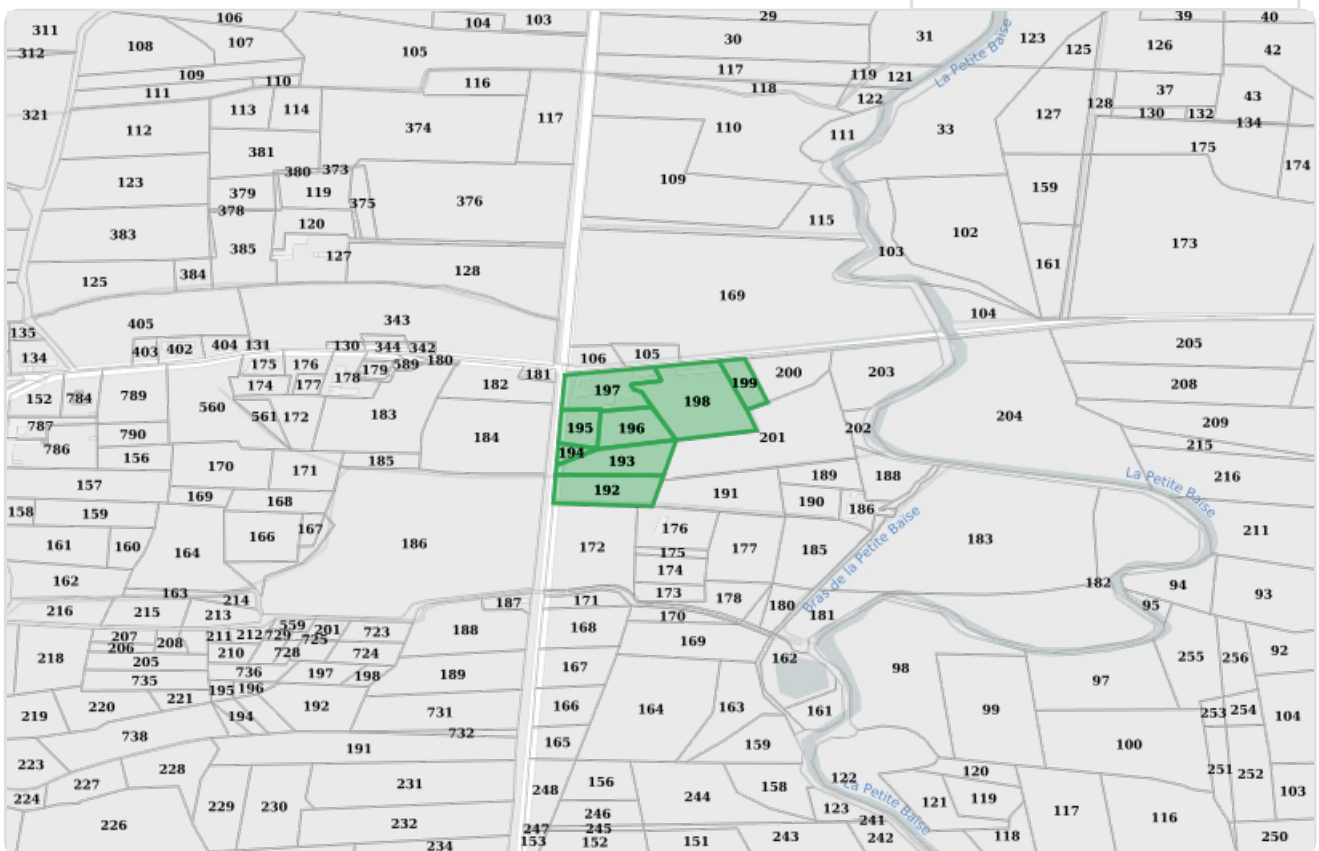 311 106 104 103 29 39 40
312 108 107 105 30 31 La Petite Baïse 123 125 126 42
109 110 116 117 118 119 121 122
111 321 113 114 374 117 110 111 33 127 128 37 130 132 43 134
112 381 175 174
123 380 373 379 119 375 376 109 159
378 120 115 102 103
383 385 127 173
125 384 128 169 161
405 343 104
135 134 403 402 404 131 130 344 342 106 105 205
175 176 178 179 589 180 181 182 197 199 200 203
152 784 789 174 177 198 208
787 560 561 172 183 195 196 204 209
786 790 184 194 201 202 215
156 170 171 185 193 189 188 216
157 169 168 192 191 190 186 La Petite Baïse
158 159 166 167 176 211
161 160 164 186 172 175 177 185 183
162 163 174 Bras de la Petite Baïse 182 94 93
216 215 214 213 187 171 173 178 180 181 95
207 206 208 211 212 729 559 725 201 723 188 168 170 169
218 205 210 728 724 162 98 255 256 92
735 736 197 198 189 167 97
219 220 221 195 196 194 192 731 166 164 163 161 99 253 254 104
738 732 165 159 100
223 228 191
224 227 231 248 156 244 158 122 La Petite Baïse 120 251 252 103
226 229 230 246 123 121 119 117 116
232 247 245 241
234 153 152 151 243 242 118 250